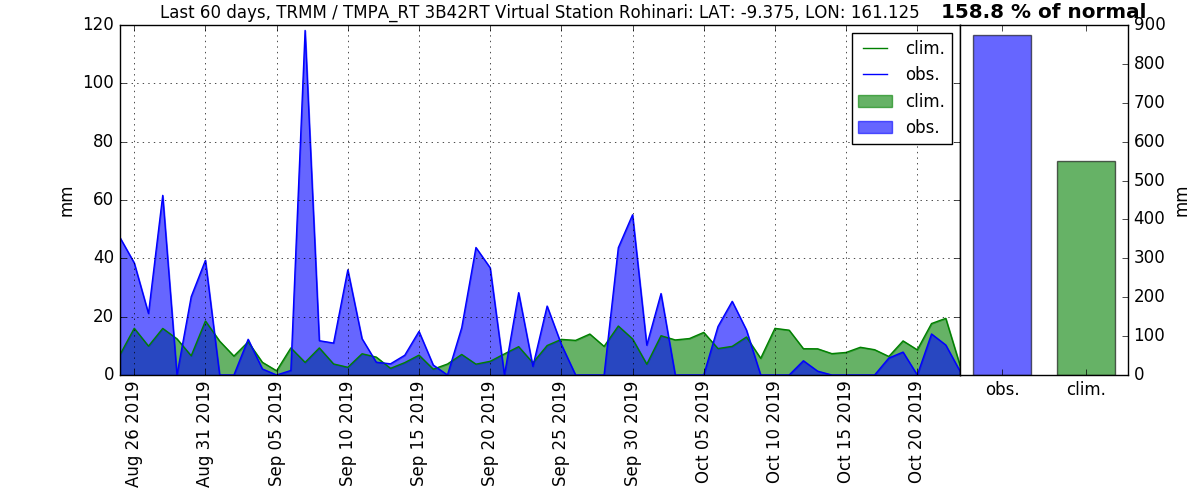 Last 60 days, TRMM / TMPA_RT 3B42RT Virtual Station Rohinari: LAT: -9.375, LON: 161.125
158.8 % of normal
120
100
80
60
40
20
0
mm
clim.
obs.
clim.
obs.
900
800
700
600
500
400
300
200
100
0
mm
Aug 26 2019
Aug 31 2019
Sep 05 2019
Sep 10 2019
Sep 15 2019
Sep 20 2019
Sep 25 2019
Sep 30 2019
Oct 05 2019
Oct 10 2019
Oct 15 2019
Oct 20 2019
obs.
clim.